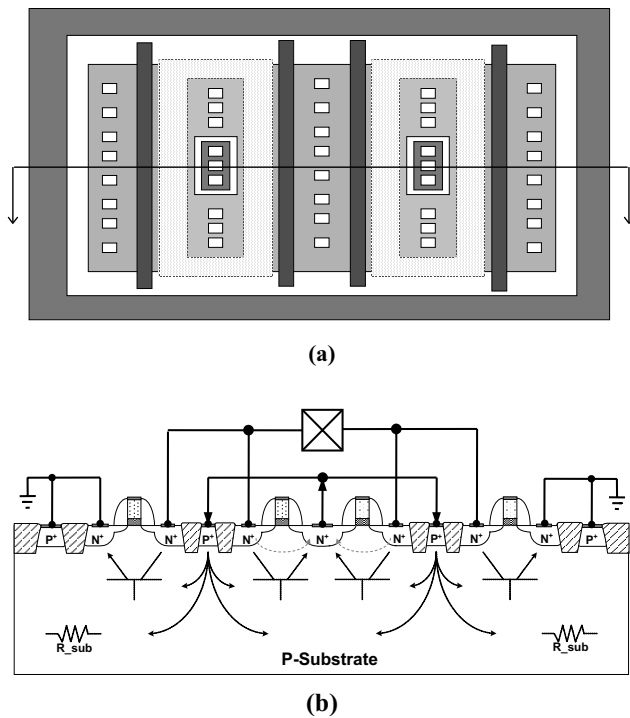 (a)
P+ N+ N+ P+ N+ N+ N+ P+ N+ N+ P+
R_sub R_sub
P-Substrate
(b)